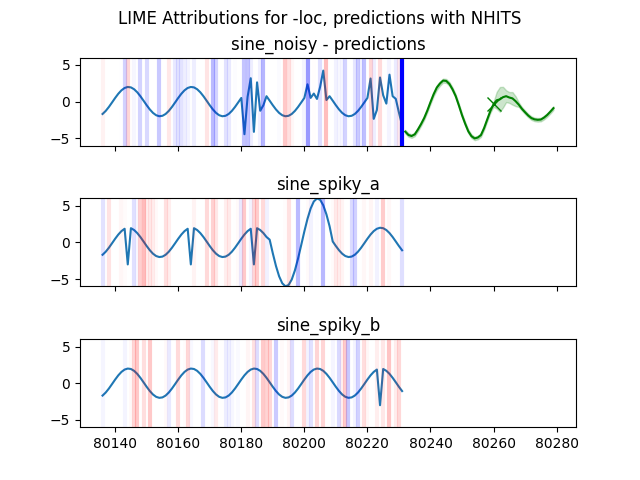 LIME Attributions for -loc, predictions with NHITS
sine_noisy - predictions
5
0
−5
sine_spiky_a
5
0
−5
sine_spiky_b
5
0
−5
80140 80160 80180 80200 80220 80240 80260 80280